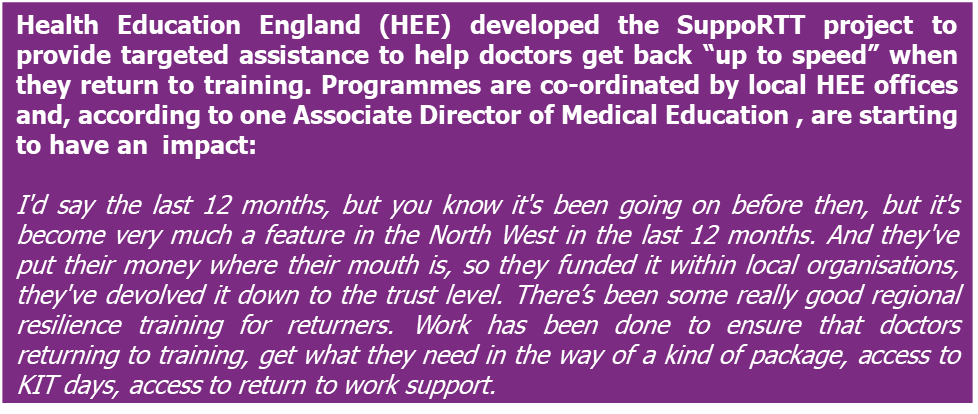 Health Education England (HEE) developed the SuppoRTT project to
provide targeted assistance to help doctors get back “up to speed” when
they return to training. Programmes are co-ordinated by local HEE offices
and, according to one Associate Director of Medical Education , are starting
to have an  impact:
I'd say the last 12 months, but you know it's been going on before then, but it's
become very much a feature in the North West in the last 12 months. And they've
put their money where their mouth is, so they funded it within local organisations,
they've devolved it down to the trust level. There’s been some really good regional
resilience training for returners. Work has been done to ensure that doctors
returning to training, get what they need in the way of a kind of package, access to
KIT days, access to return to work support.